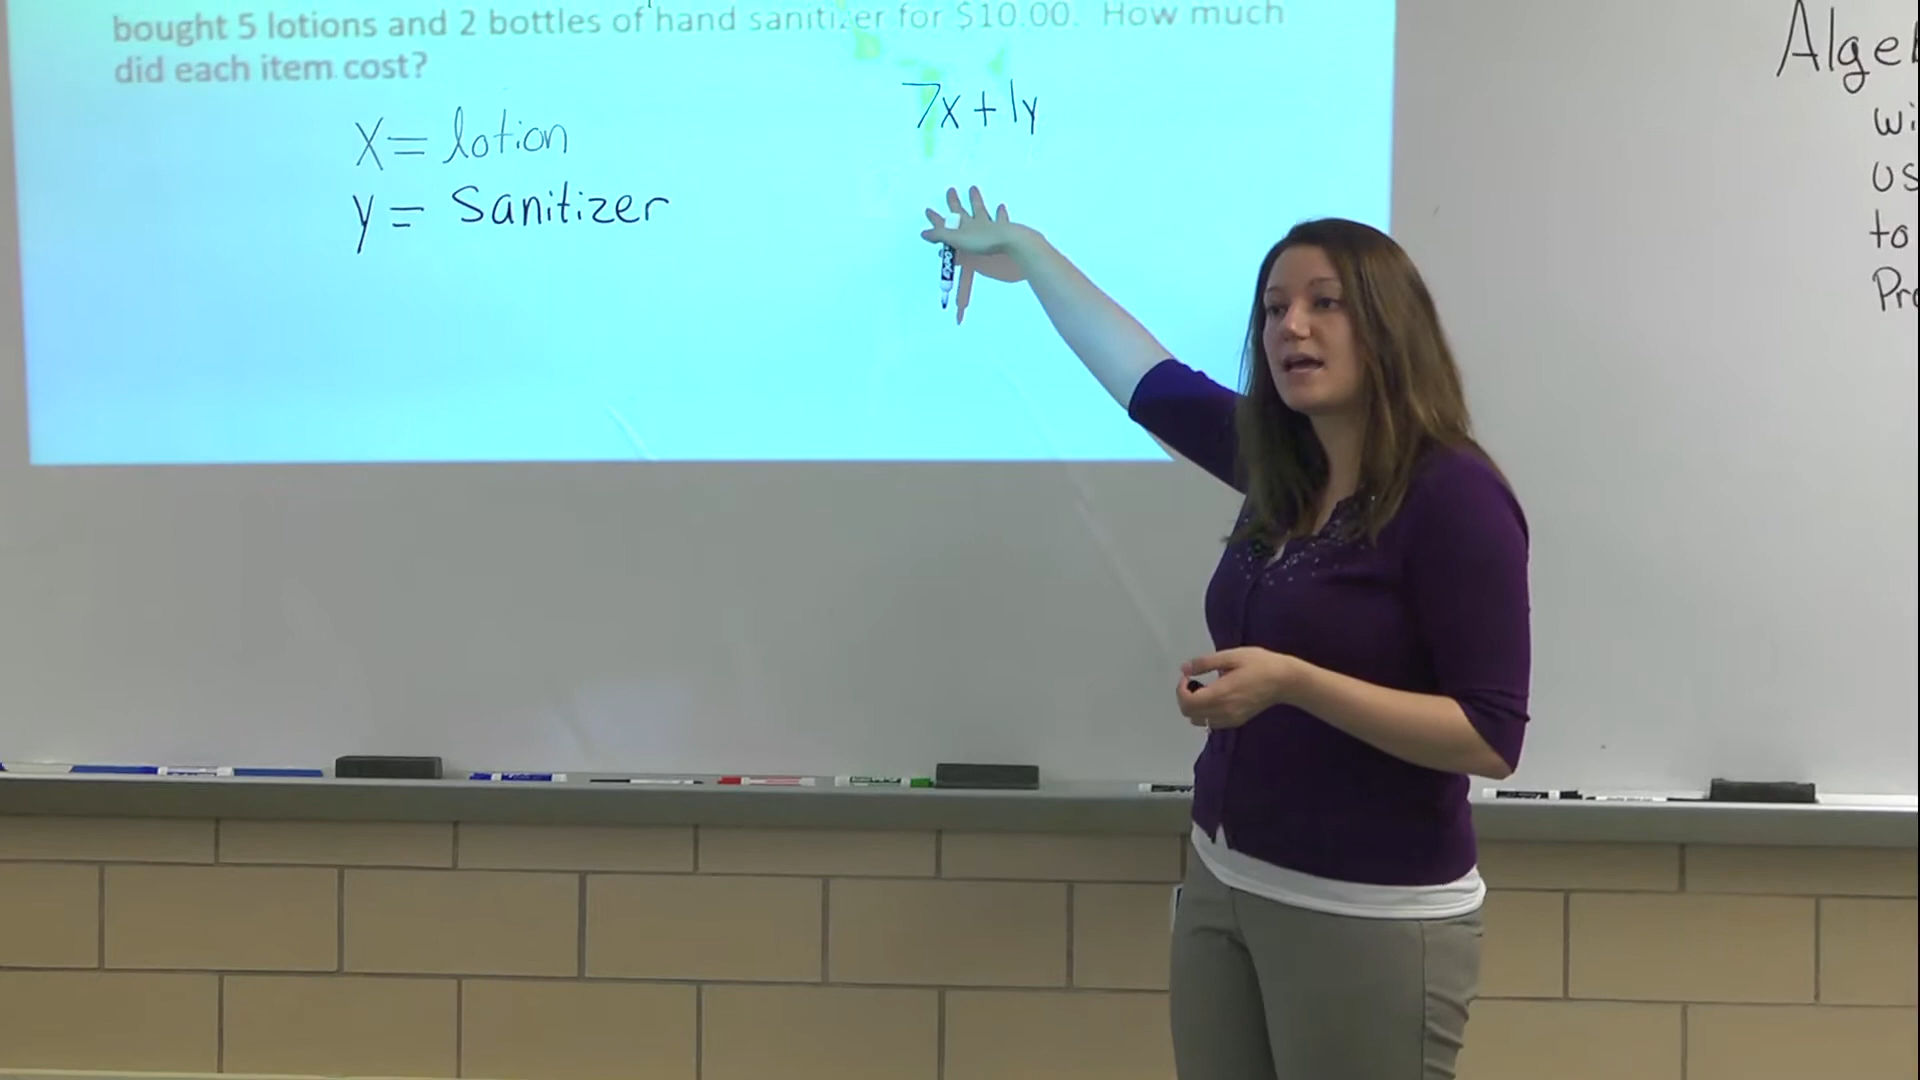 bought 5 lotions and 2 bottles of hand sanitizer for $10.00. How much
did each item cost?
7x + 1y
x = lotion
y = Sanitizer
Alge
wi
us
to
Pro